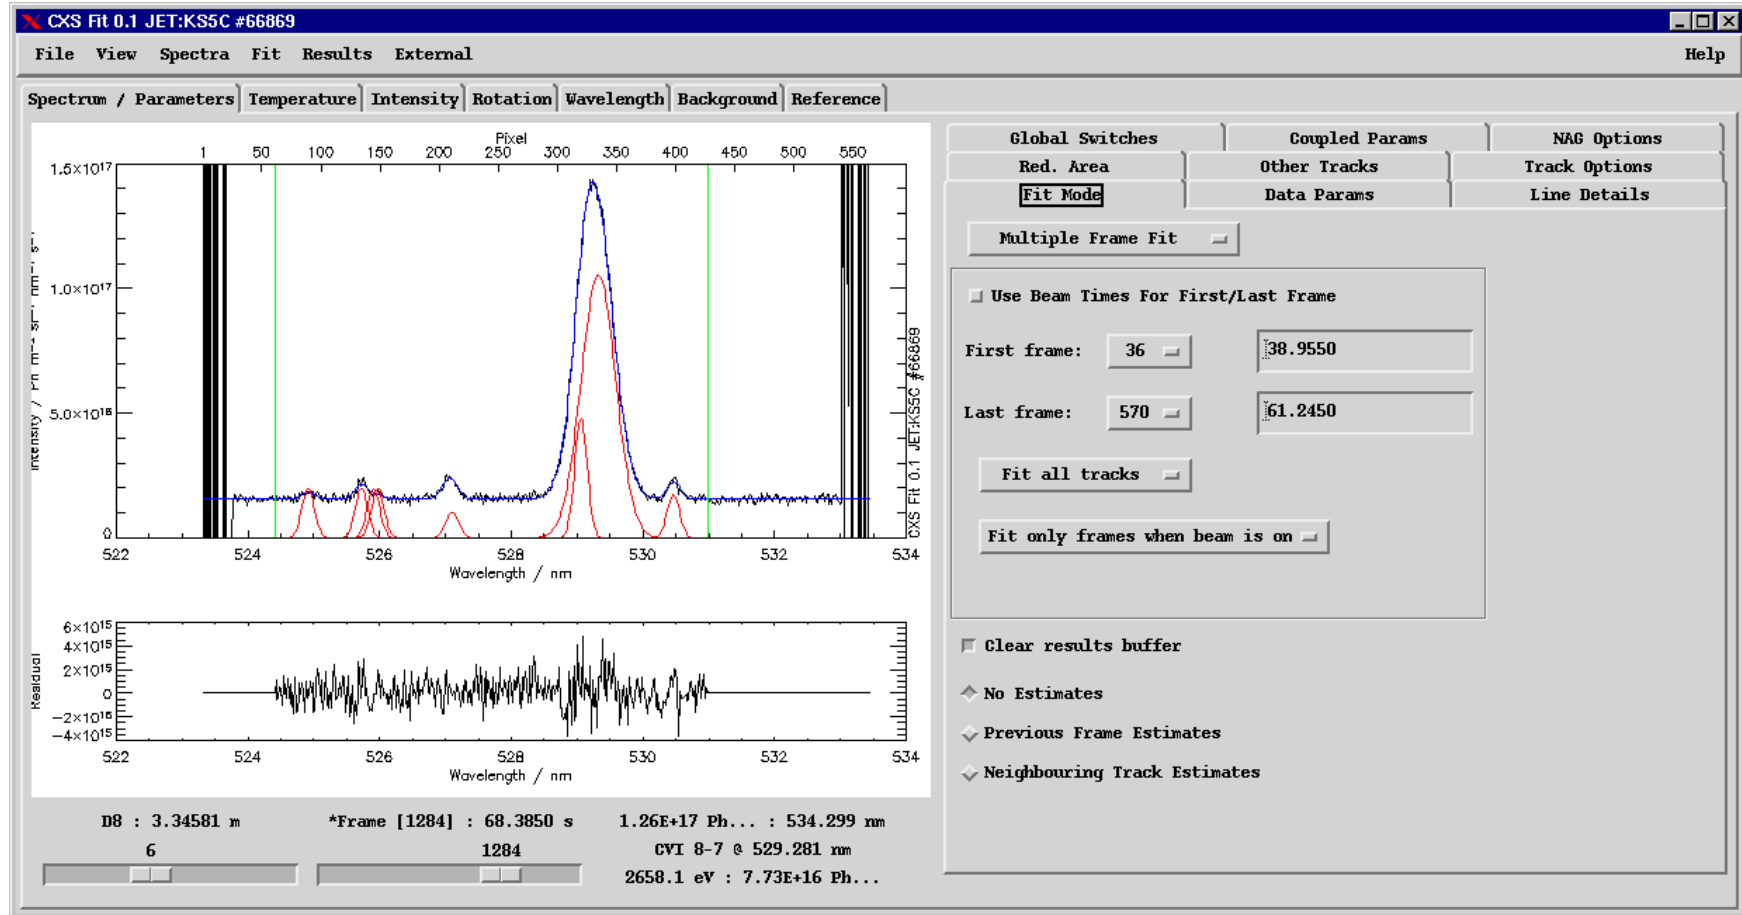 CXS Fit 0.1 JET:KS5C #66869
File View Spectra Fit Results External Help
Spectrum / Parameters Temperature Intensity Rotation Wavelength Background Reference
Pixel
1 50 100 150 200 250 300 350 400 450 500 550
1.5×10¹⁷
1.0×10¹⁷
5.0×10¹⁶
0
Intensity / Ph m⁻² sr⁻¹ nm⁻¹ s⁻¹
CXS Fit 0.1 JET:KS5C #66869
522 524 526 528 530 532 534
Wavelength / nm
6×10¹⁵
4×10¹⁵
2×10¹⁵
0
−2×10¹⁵
−4×10¹⁵
Residual
522 524 526 528 530 532 534
Wavelength / nm
D8 : 3.34581 m *Frame [1284] : 68.3850 s 1.26E+17 Ph... : 534.299 nm
6 1284 CVI 8-7 @ 529.281 nm
2658.1 eV : 7.73E+16 Ph...
Global Switches Coupled Params NAG Options
Red. Area Other Tracks Track Options
Fit Mode Data Params Line Details
Multiple Frame Fit
Use Beam Times For First/Last Frame
First frame: 36 38.9550
Last frame: 570 61.2450
Fit all tracks
Fit only frames when beam is on
Clear results buffer
No Estimates
Previous Frame Estimates
Neighbouring Track Estimates